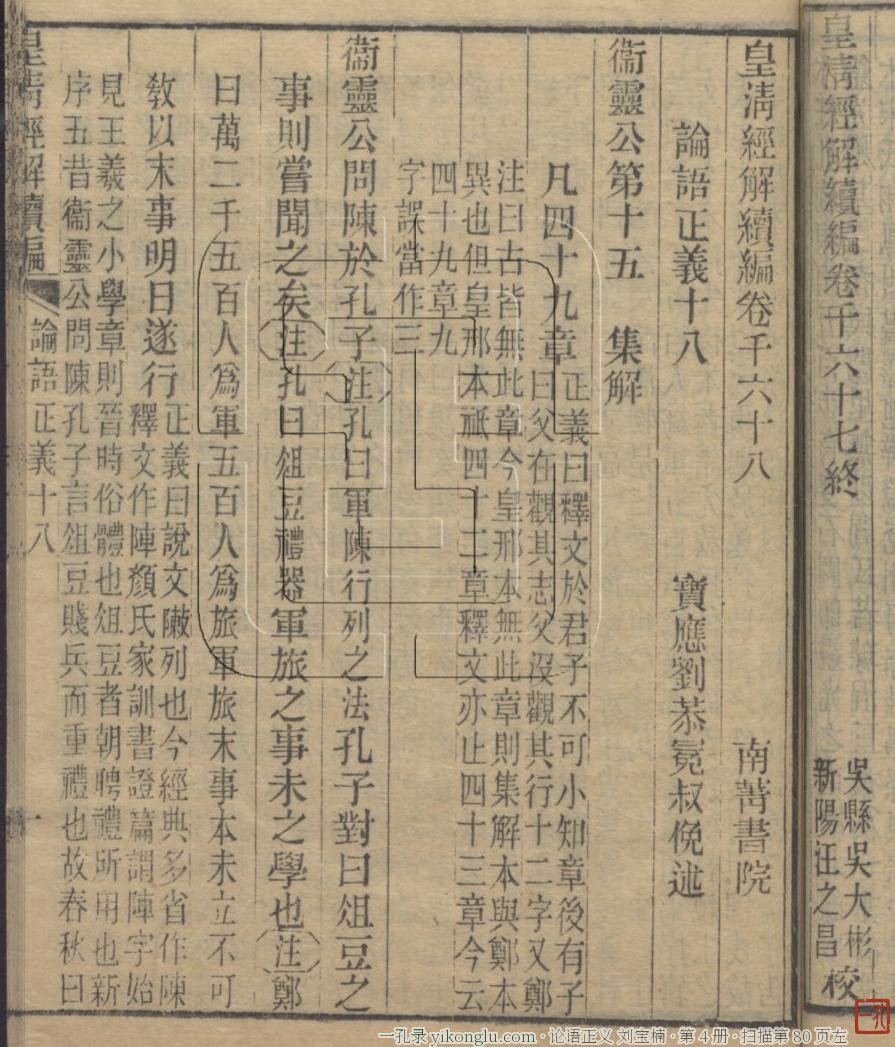 皇清經解續編卷千六十七終
吳縣吳大彬
新陽汪之昌
校
皇清經解續編卷千六十八
南菁書院
論語正義十八
寶應劉恭冕叔俛述
衞靈公第十五 集解
凡四十九章
正義曰釋文於君子不可小知章後有子
曰父在觀其志父沒觀其行十二字又鄭
注曰古皆無此章今皇邢本無此章則集解本與鄭本
異也但皇邢本祇四十二章釋文亦止四十三章今云
四十九章九
字誤當作三
衞靈公問陳於孔子注孔曰軍陳行列之法孔子對曰俎豆之
事則嘗聞之矣注孔曰俎豆禮器軍旅之事未之學也注鄭
曰萬二千五百人爲軍五百人爲旅軍旅末事本未立不可
敎以末事明日遂行
正義曰說文敶列也今經典多省作陳
釋文作陣顏氏家訓書證篇謂陣字始
見王羲之小學章則晉時俗體也俎豆者朝聘禮所用也新
序五昔衞靈公問陳孔子言俎豆賤兵而重禮也故春秋曰
皇清經解續編
論語正義十八
一
一孔录 yikonglu.com · 论语正义 刘宝楠 · 第 4 册 · 扫描第 80 页左
一孔